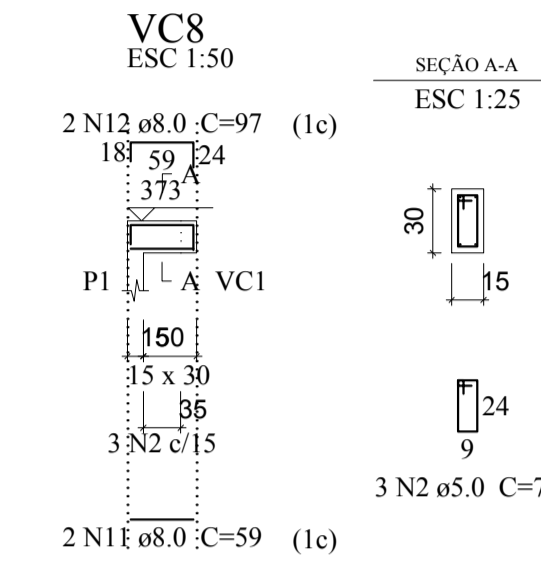 VC8
ESC 1:50
SEÇÃO A-A
ESC 1:25
2 N12 ø8.0 C=97 (1c)
18 59 24
A
373
30
P1 A VC1
15
150
15 x 30
35
24
3 N2 c/15
9
3 N2 ø5.0 C=7
2 N11 ø8.0 C=59 (1c)